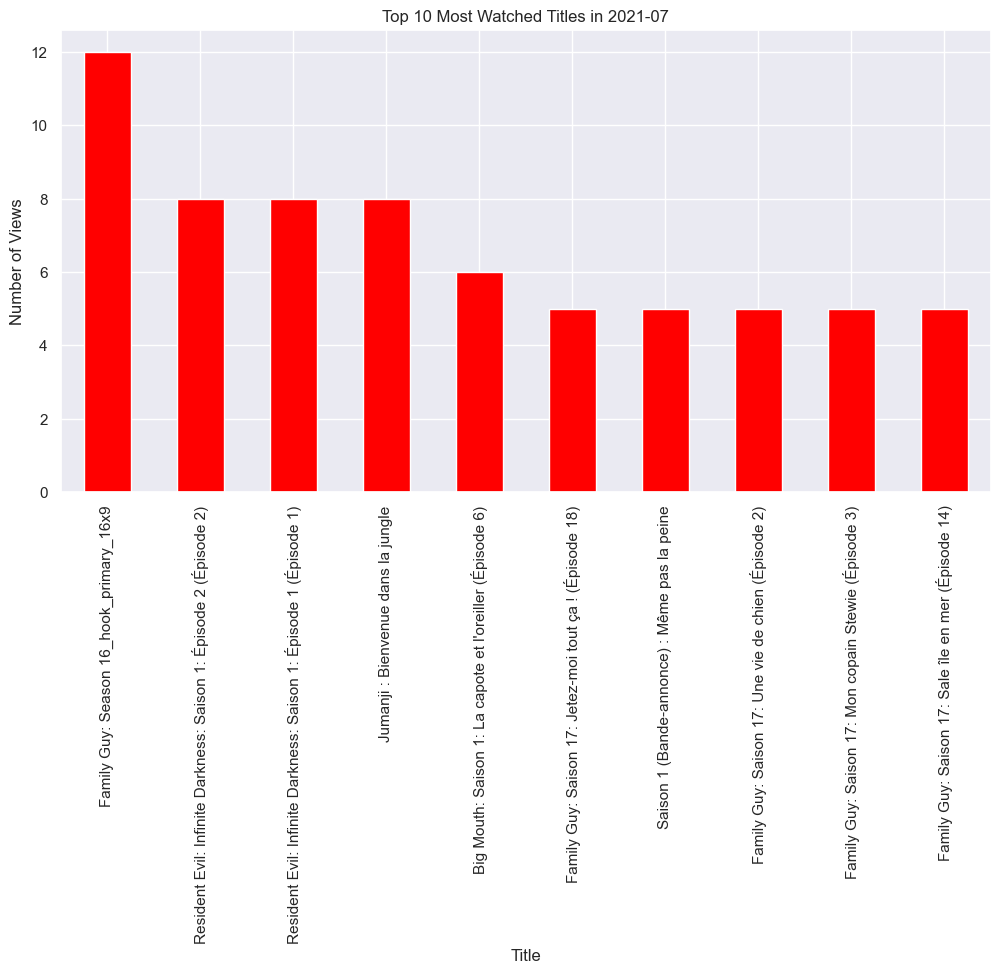 Top 10 Most Watched Titles in 2021-07
Number of Views
12
10
8
6
4
2
0
Family Guy: Season 16_hook_primary_16x9
Resident Evil: Infinite Darkness: Saison 1: Épisode 2 (Épisode 2)
Resident Evil: Infinite Darkness: Saison 1: Épisode 1 (Épisode 1)
Jumanji : Bienvenue dans la jungle
Big Mouth: Saison 1: La capote et l'oreiller (Épisode 6)
Family Guy: Saison 17: Jetez-moi tout ça ! (Épisode 18)
Saison 1 (Bande-annonce) : Même pas la peine
Family Guy: Saison 17: Une vie de chien (Épisode 2)
Family Guy: Saison 17: Mon copain Stewie (Épisode 3)
Family Guy: Saison 17: Sale île en mer (Épisode 14)
Title